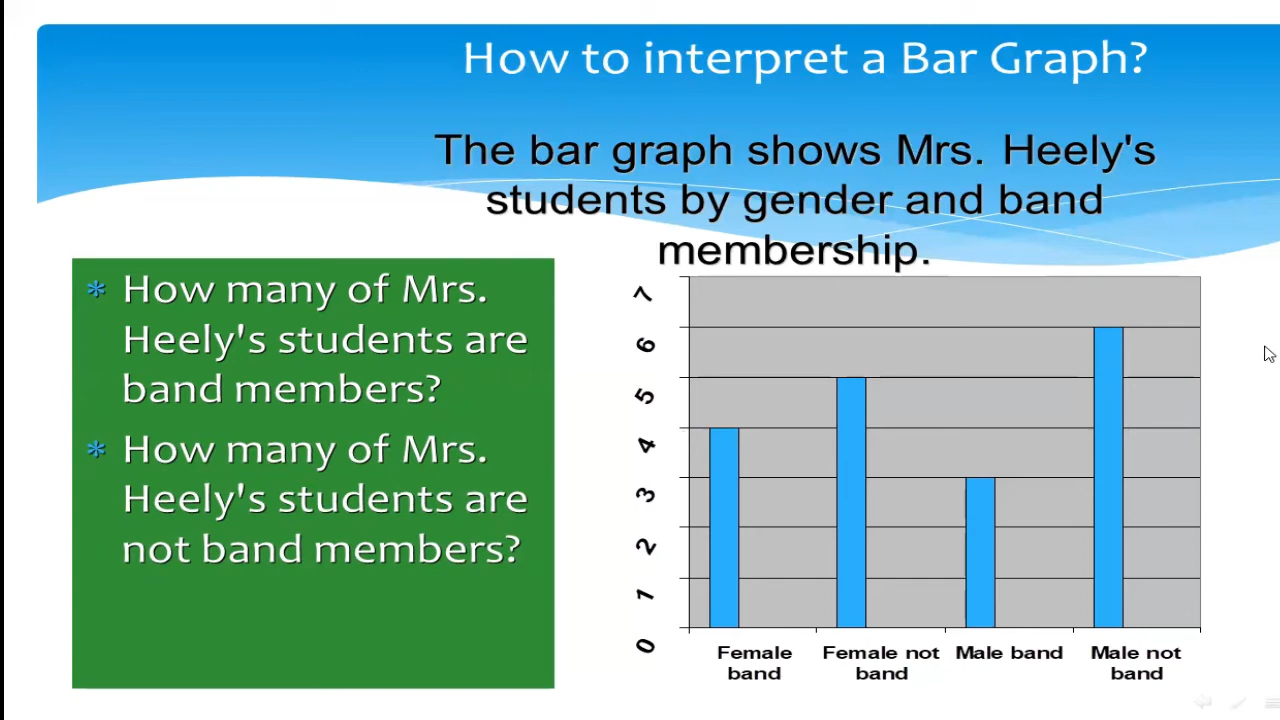 How to interpret a Bar Graph?
The bar graph shows Mrs. Heely's
students by gender and band
membership.
* How many of Mrs.
Heely's students are
band members?
* How many of Mrs.
Heely's students are
not band members?
7
6
5
4
3
2
1
0
Female band
Female not band
Male band
Male not band